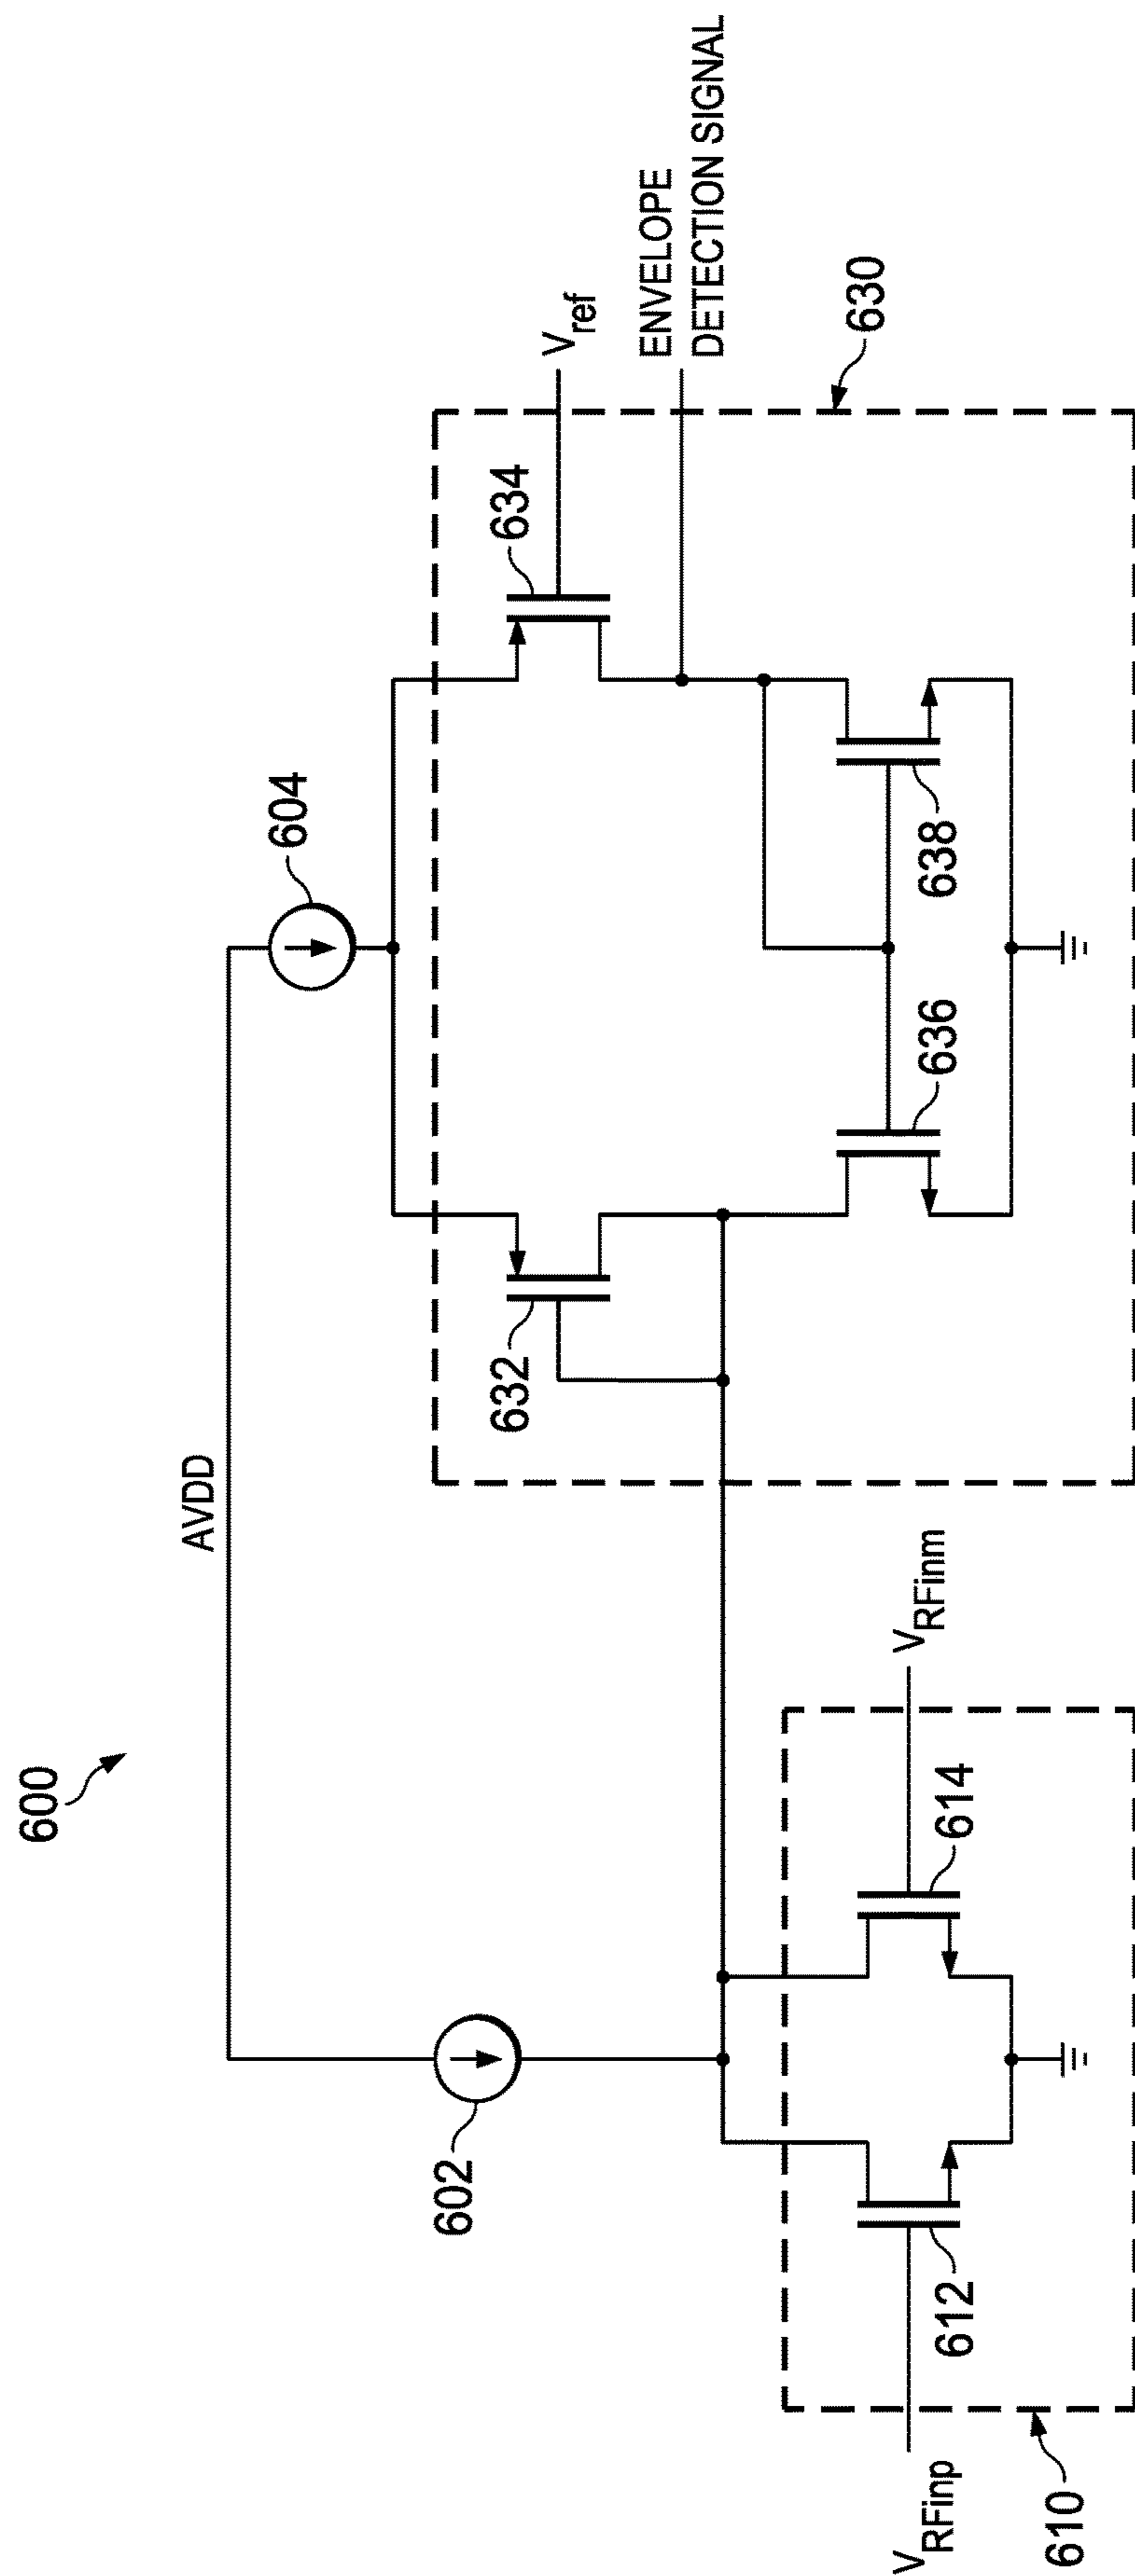 600
AVDD
604
602
632
634
V_ref
ENVELOPE
DETECTION SIGNAL
636
638
630
V_RFinp
612
614
V_RFinm
610